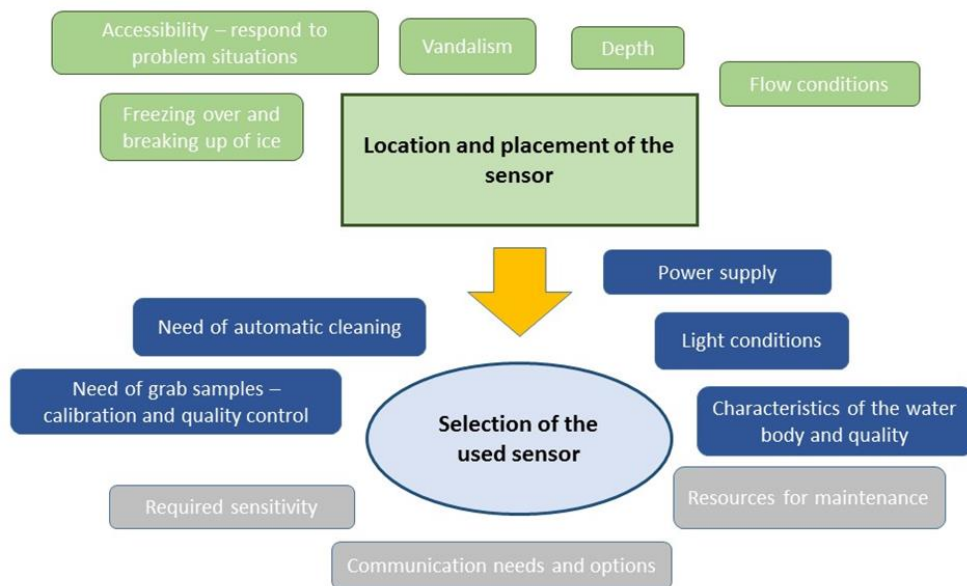 Accessibility – respond to
problem situations
Vandalism
Depth
Flow conditions
Freezing over and
breaking up of ice
Location and placement of the
sensor
Power supply
Need of automatic cleaning
Light conditions
Need of grab samples –
calibration and quality control
Characteristics of the water
body and quality
Selection of the
used sensor
Required sensitivity
Resources for maintenance
Communication needs and options